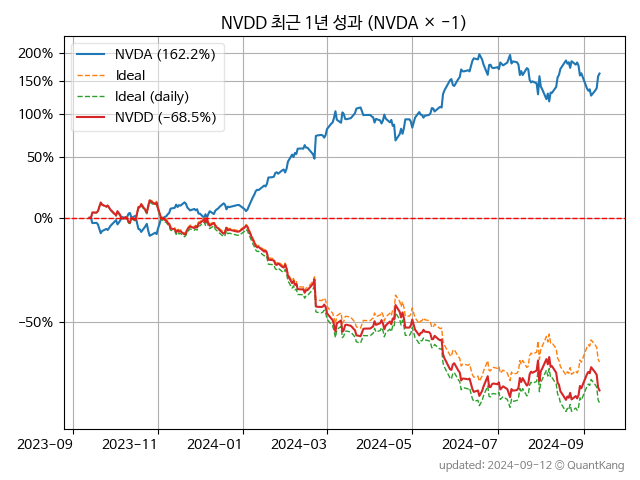 NVDD 최근 1년 성과 (NVDA × −1)
NVDA (162.2%)
Ideal
Ideal (daily)
NVDD (−68.5%)
200%
150%
100%
50%
0%
−50%
2023-09
2023-11
2024-01
2024-03
2024-05
2024-07
2024-09
updated: 2024-09-12 © QuantKang